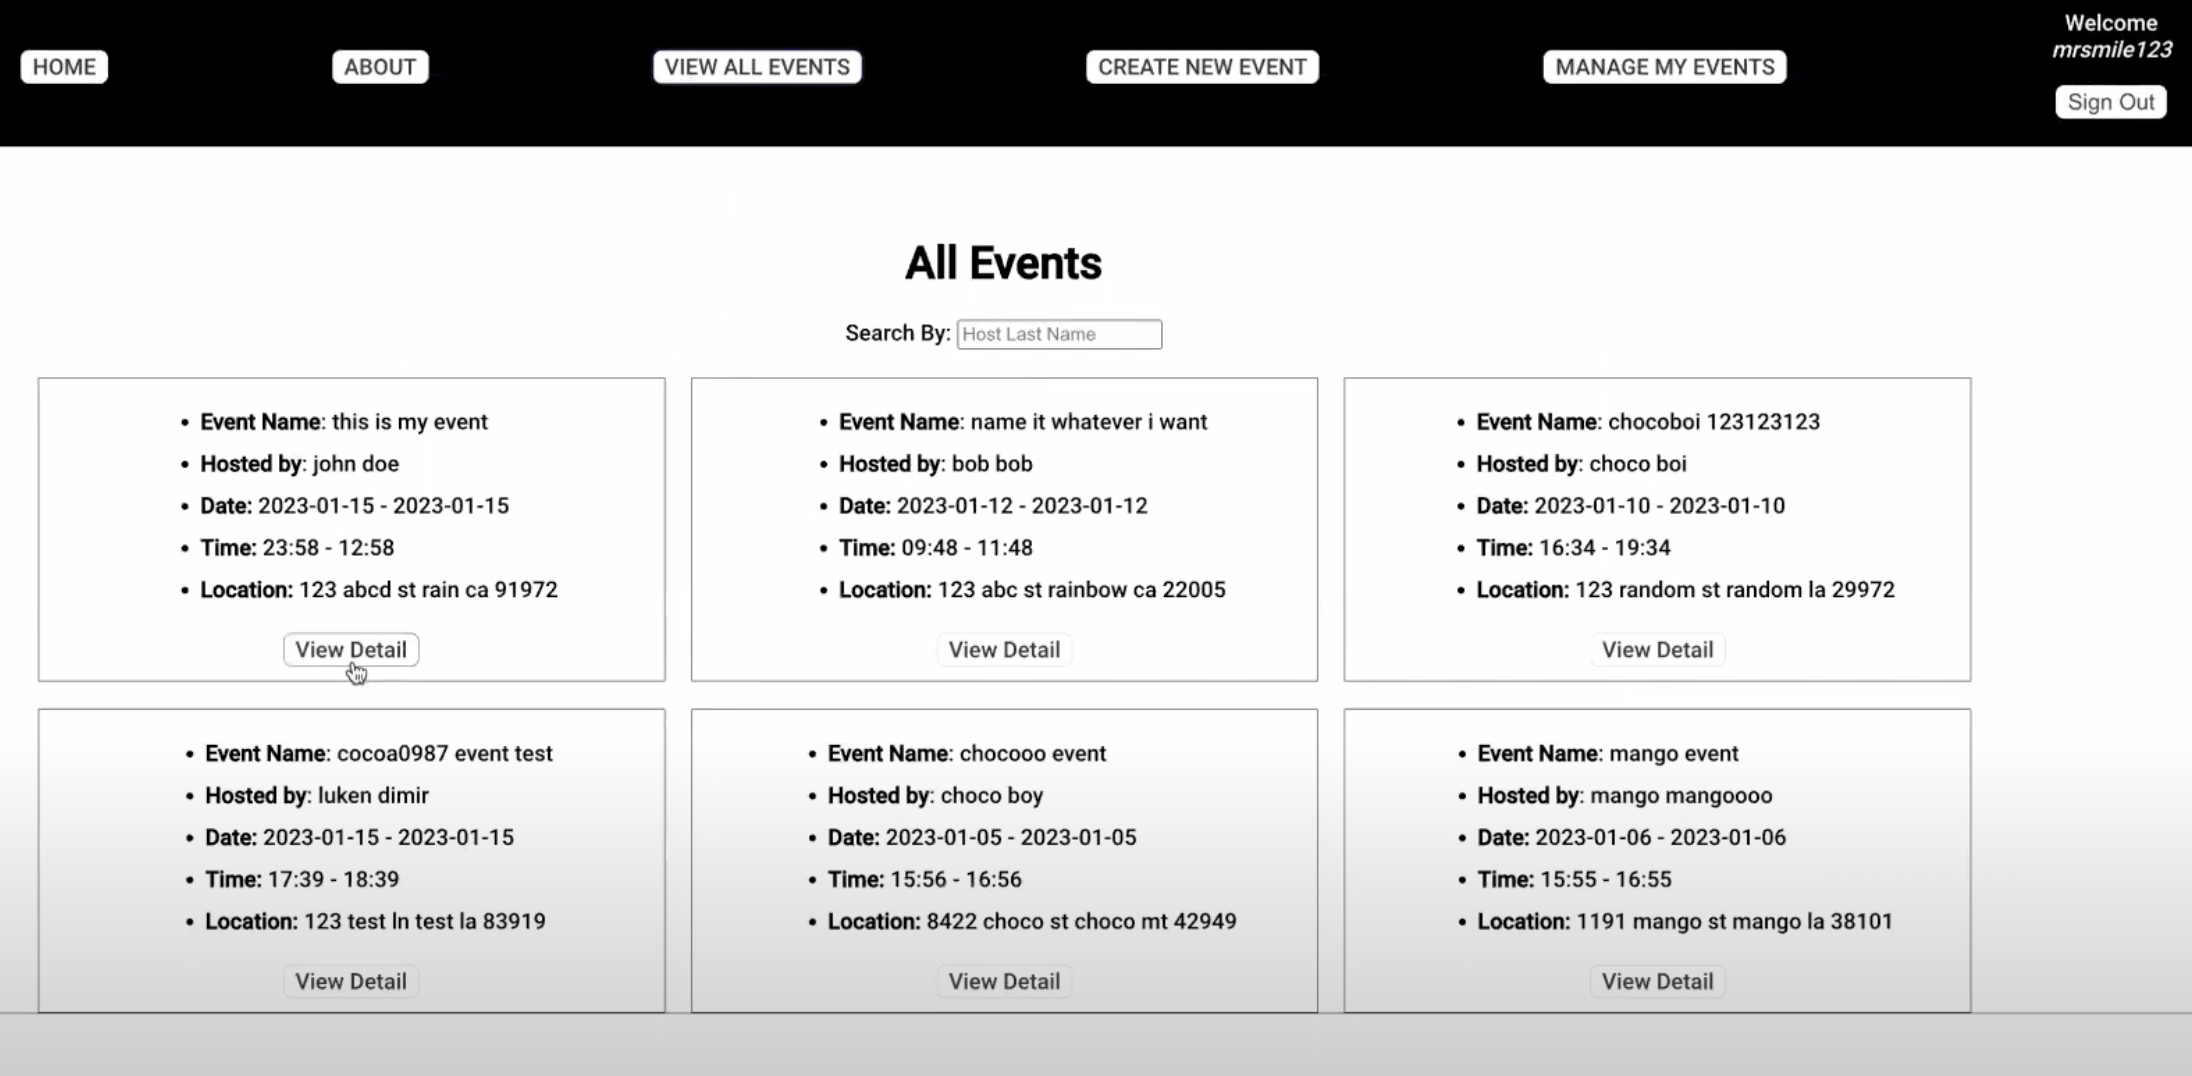 HOME
ABOUT
VIEW ALL EVENTS
CREATE NEW EVENT
MANAGE MY EVENTS
Welcome
mrsmile123
Sign Out
All Events
Search By: Host Last Name
• Event Name: this is my event
• Hosted by: john doe
• Date: 2023-01-15 - 2023-01-15
• Time: 23:58 - 12:58
• Location: 123 abcd st rain ca 91972
View Detail
• Event Name: name it whatever i want
• Hosted by: bob bob
• Date: 2023-01-12 - 2023-01-12
• Time: 09:48 - 11:48
• Location: 123 abc st rainbow ca 22005
View Detail
• Event Name: chocoboi 123123123
• Hosted by: choco boi
• Date: 2023-01-10 - 2023-01-10
• Time: 16:34 - 19:34
• Location: 123 random st random la 29972
View Detail
• Event Name: cocoa0987 event test
• Hosted by: luken dimir
• Date: 2023-01-15 - 2023-01-15
• Time: 17:39 - 18:39
• Location: 123 test ln test la 83919
View Detail
• Event Name: chocooo event
• Hosted by: choco boy
• Date: 2023-01-05 - 2023-01-05
• Time: 15:56 - 16:56
• Location: 8422 choco st choco mt 42949
View Detail
• Event Name: mango event
• Hosted by: mango mangoooo
• Date: 2023-01-06 - 2023-01-06
• Time: 15:55 - 16:55
• Location: 1191 mango st mango la 38101
View Detail